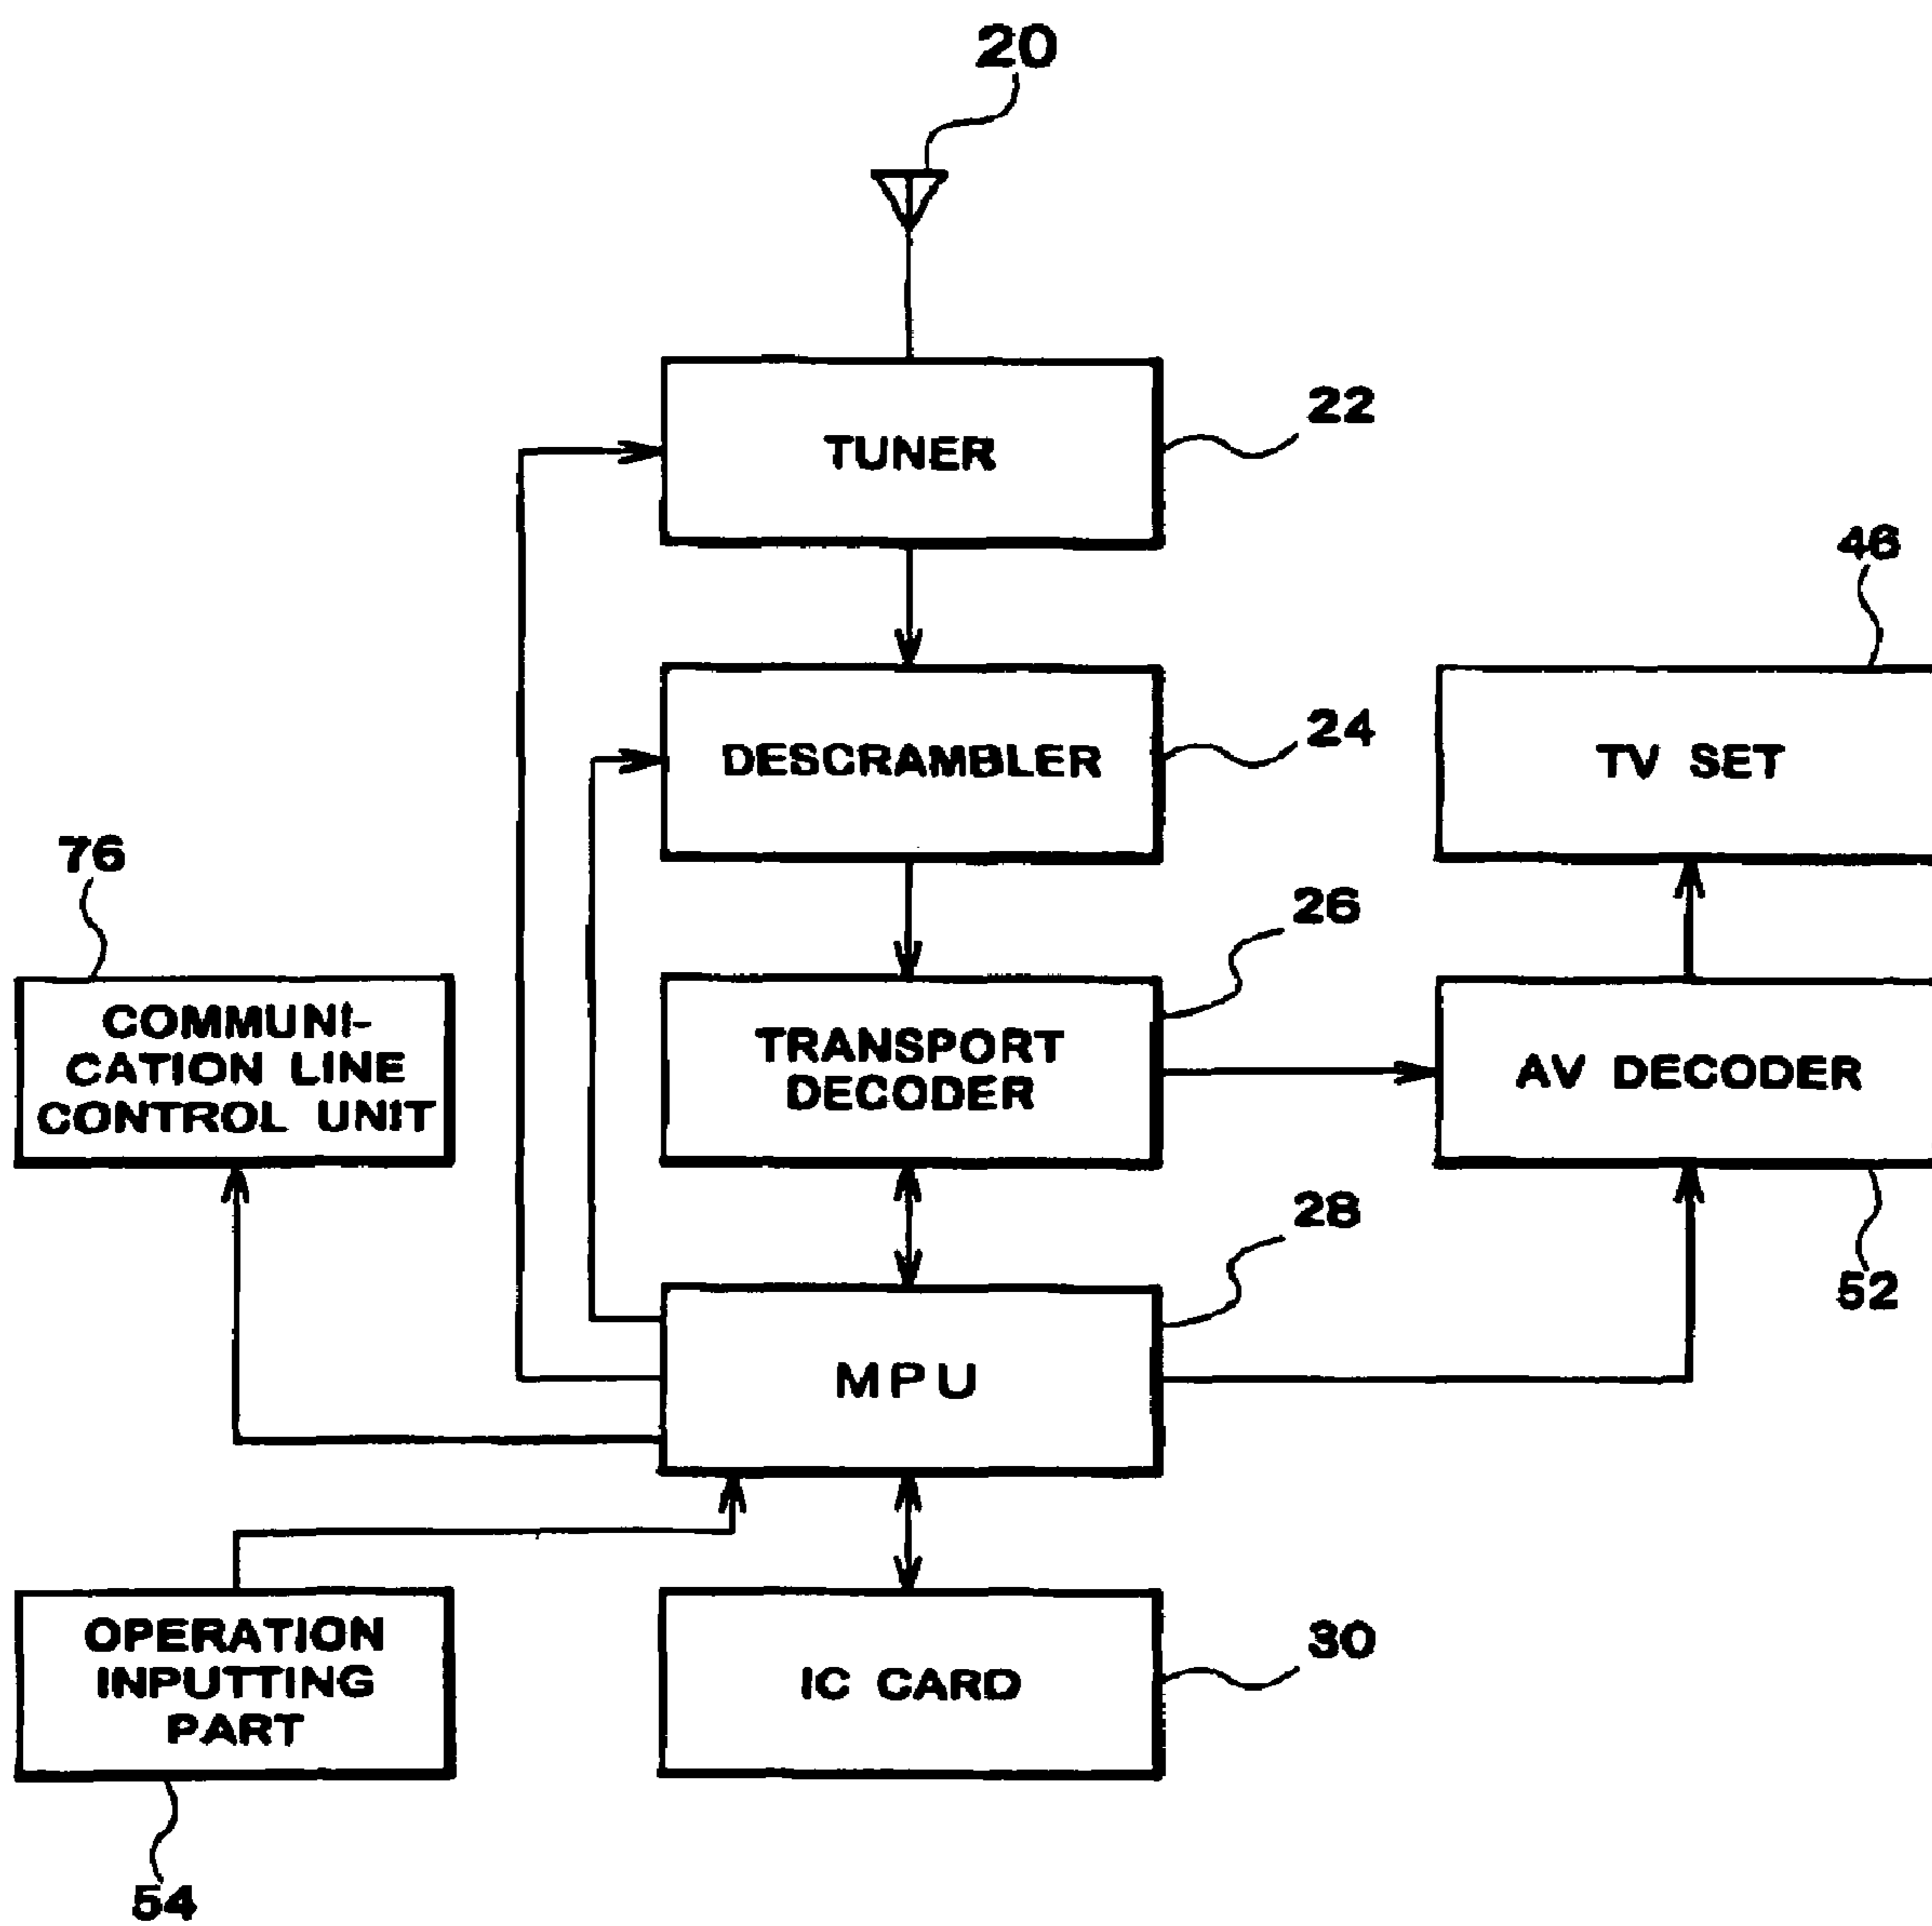 20
TUNER
22
46
DESCRAMBLER
24
TV SET
76
26
COMMUNI-
CATION LINE
CONTROL UNIT
TRANSPORT
DECODER
AV DECODER
28
MPU
52
OPERATION
INPUTTING
PART
IC CARD
30
54